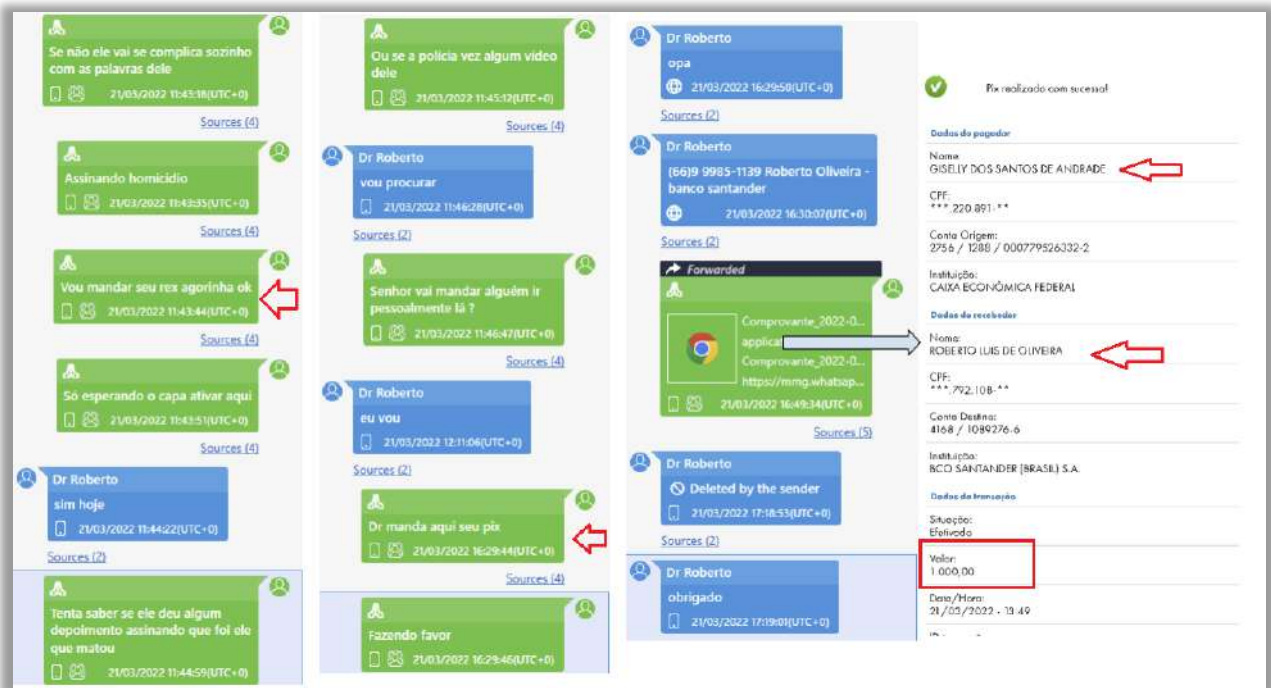 Se não ele vai se complica sozinho
com as palavras dele
21/03/2022 11:43:18(UTC+0)
Sources (4)
Assinando homicídio
21/03/2022 11:43:35(UTC+0)
Sources (4)
Vou mandar seu rex agorinha ok
21/03/2022 11:43:44(UTC+0)
Sources (4)
Só esperando o capa ativar aqui
21/03/2022 11:43:51(UTC+0)
Sources (4)
Dr Roberto
sim hoje
21/03/2022 11:44:22(UTC+0)
Sources (2)
Tenta saber se ele deu algum
depoimento assinando que foi ele
que matou
21/03/2022 11:44:59(UTC+0)
Ou se a polícia vez algum vídeo
dele
21/03/2022 11:45:12(UTC+0)
Sources (4)
Dr Roberto
vou procurar
21/03/2022 11:46:28(UTC+0)
Sources (2)
Senhor vai mandar alguém ir
pessoalmente lá ?
21/03/2022 11:46:47(UTC+0)
Sources (4)
Dr Roberto
eu vou
21/03/2022 12:11:06(UTC+0)
Sources (2)
Dr manda aqui seu pix
21/03/2022 16:29:44(UTC+0)
Sources (4)
Fazendo favor
21/03/2022 16:29:46(UTC+0)
Dr Roberto
opa
21/03/2022 16:29:50(UTC+0)
Sources (2)
Dr Roberto
(66)9 9985-1139 Roberto Oliveira -
banco santander
21/03/2022 16:30:07(UTC+0)
Sources (2)
Forwarded
Comprovante_2022-0...
applicat
Comprovante_2022-0...
https://mmg.whatsap...
21/03/2022 16:49:34(UTC+0)
Sources (5)
Dr Roberto
Deleted by the sender
21/03/2022 17:18:53(UTC+0)
Sources (2)
Dr Roberto
obrigado
21/03/2022 17:19:01(UTC+0)
Pix realizado com sucesso!
Dados do pagador
Nome:
GISELLY DOS SANTOS DE ANDRADE
CPF:
***.220.891-**
Conta Origem:
2756 / 1288 / 000779526332-2
Instituição:
CAIXA ECONÔMICA FEDERAL
Dados do recebedor
Nome:
ROBERTO LUIS DE OLIVEIRA
CPF:
***.792.108-**
Conta Destino:
4168 / 1089276-6
Instituição:
BCO SANTANDER (BRASIL) S.A.
Dados da transação
Situação:
Efetivado
Valor:
1.000,00
Data/Hora:
21/03/2022 - 13:49